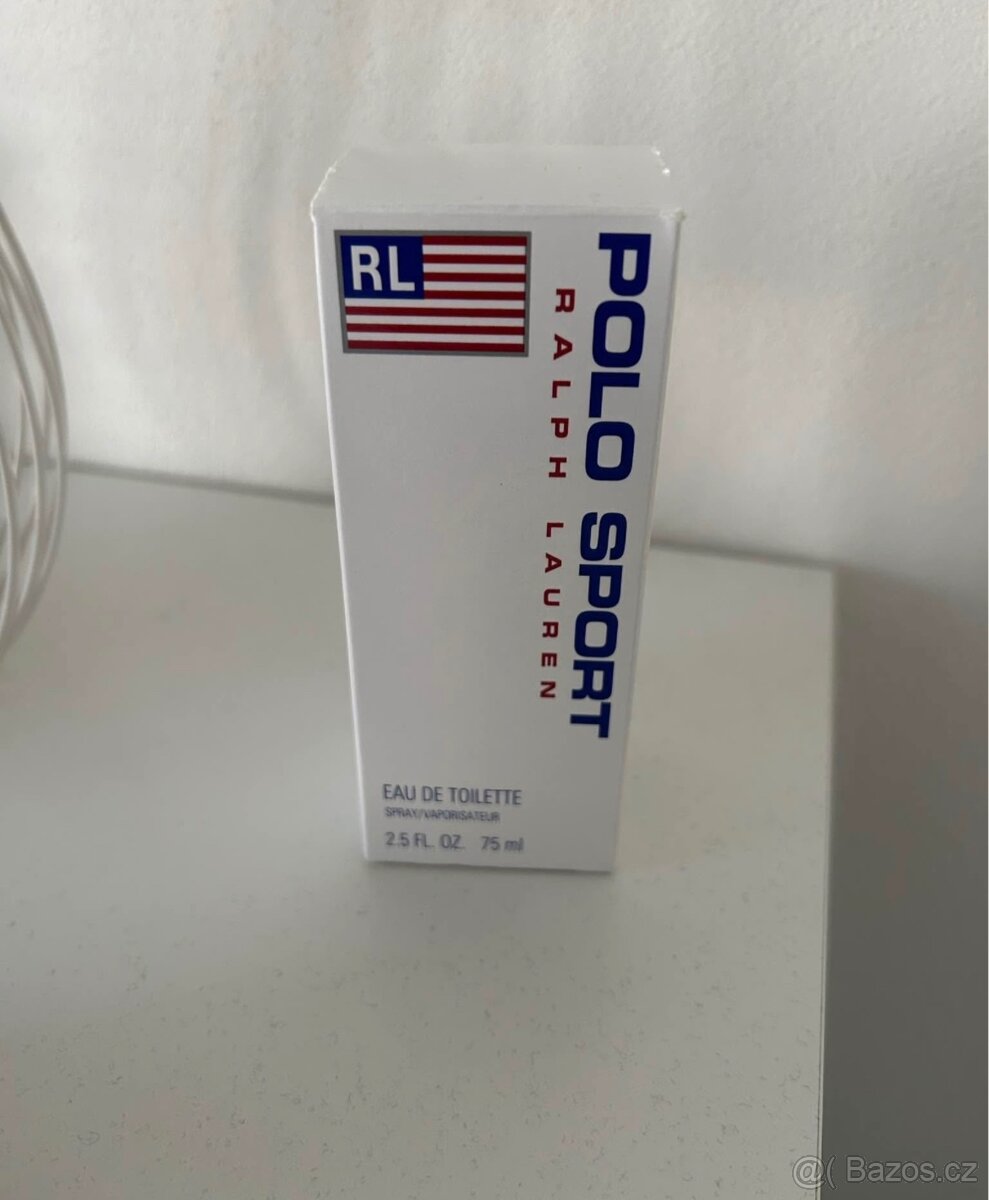 RL
POLO SPORT
RALPH LAUREN
EAU DE TOILETTE
SPRAY/VAPORISATEUR
2.5 FL. OZ. 75 ml
@( Bazos.cz